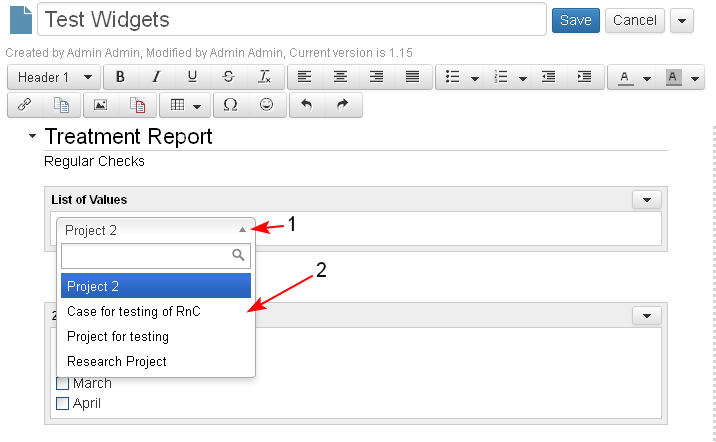 Test Widgets
Save
Cancel
Created by Admin Admin, Modified by Admin Admin, Current version is 1.15
Header 1
B I U S Tx A A
Ω
Treatment Report
Regular Checks
List of Values
Project 2
1
Project 2
2
Case for testing of RnC
2
Project for testing
Research Project
March
April